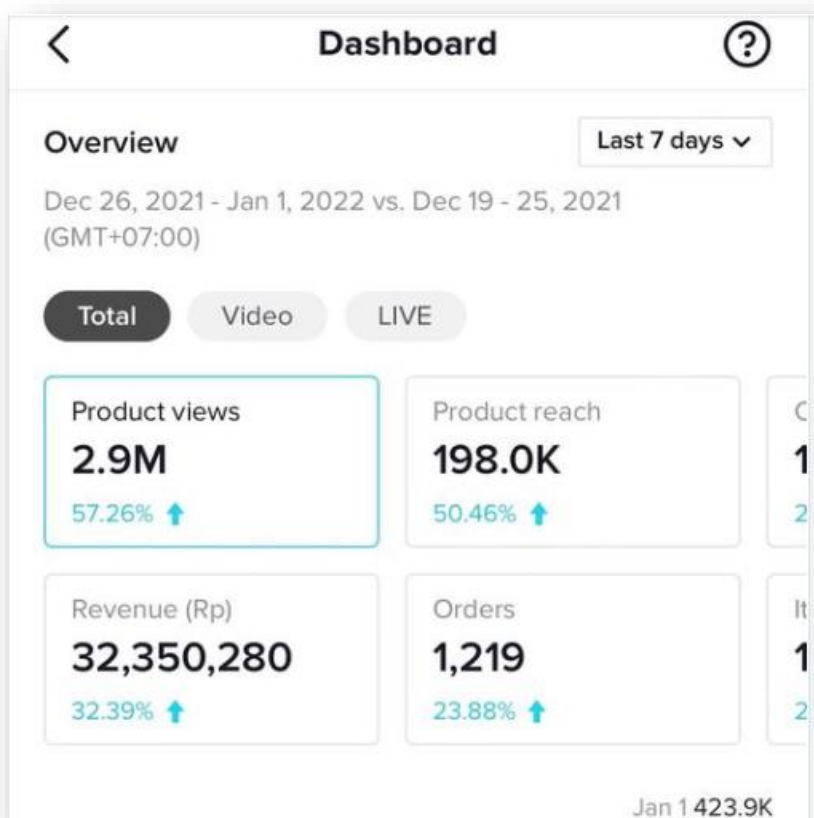 Dashboard
Overview
Last 7 days
Dec 26, 2021 - Jan 1, 2022 vs. Dec 19 - 25, 2021
(GMT+07:00)
Total Video LIVE
Product views Product reach
2.9M 198.0K
57.26% 50.46%
Revenue (Rp) Orders
32,350,280 1,219
32.39% 23.88%
Jan 1 423.9K